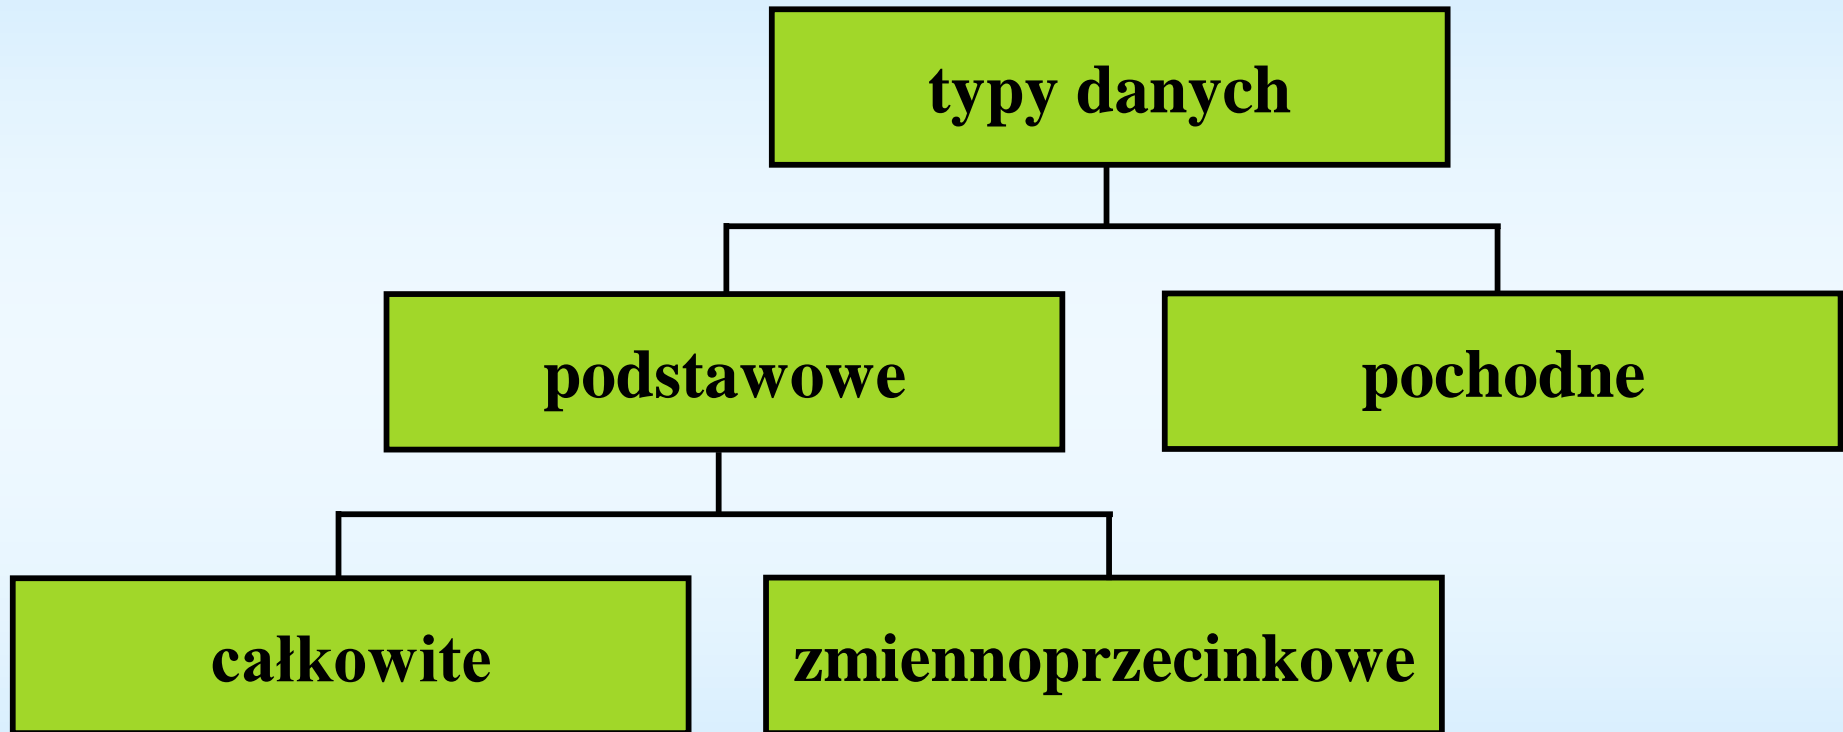 typy danych
podstawowe
pochodne
całkowite
zmiennoprzecinkowe